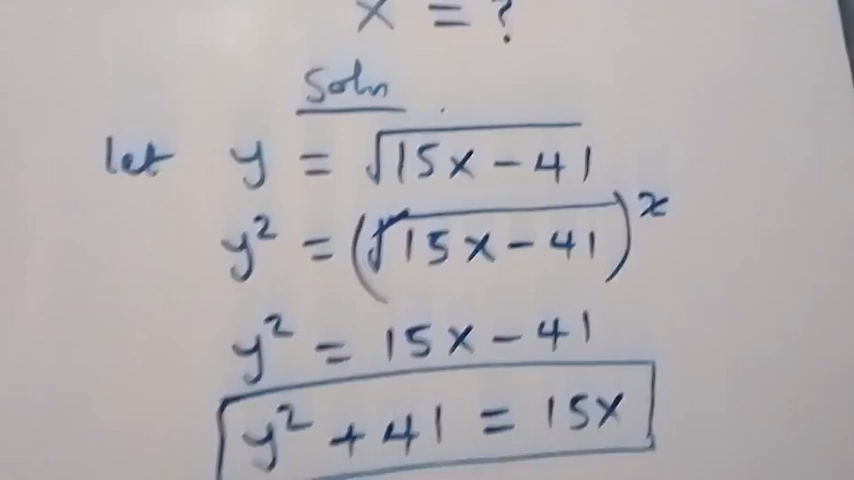 x = ?
Soln
let y = √15x - 41
y² = (√15x - 41)²
y² = 15x - 41
y² + 41 = 15x